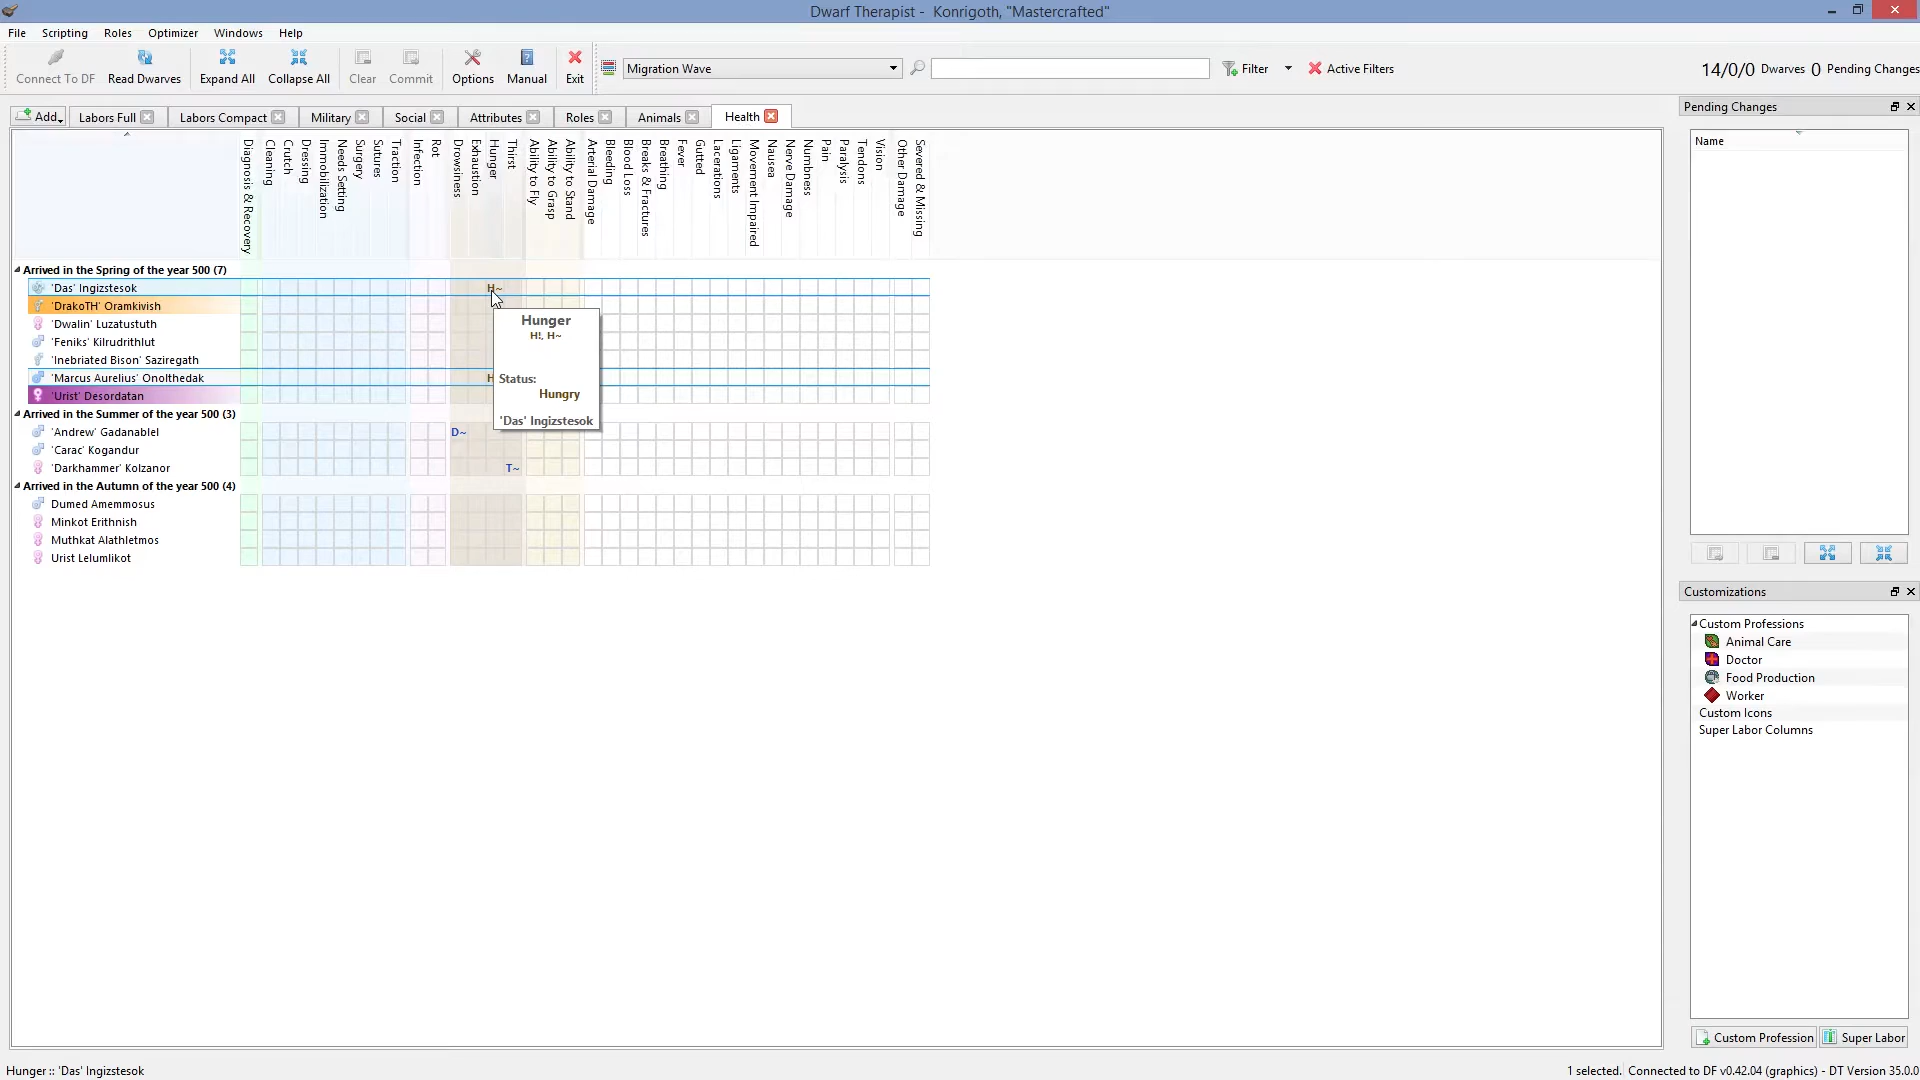 Dwarf Therapist - Konrigoth, "Mastercrafted"
File Scripting Roles Optimizer Windows Help
Connect To DF Read Dwarves Expand All Collapse All Clear Commit Options Manual Exit Migration Wave Filter Active Filters 14/0/0 Dwarves 0 Pending Changes
Add Labors Full Labors Compact Military Social Attributes Roles Animals Health
Diagnosis & Recovery
Cleaning
Crutch
Dressing
Immobilization
Needs Setting
Surgery
Sutures
Traction
Infection
Rot
Drowsiness
Exhaustion
Hunger
Thirst
Ability to Fly
Ability to Grasp
Ability to Stand
Arterial Damage
Bleeding
Blood Loss
Breaks & Fractures
Breathing
Fever
Gutted
Lacerations
Ligaments
Movement Impaired
Nausea
Nerve Damage
Numbness
Pain
Paralysis
Tendons
Vision
Other Damage
Severed & Missing
Arrived in the Spring of the year 500 (7)
'Das' Ingizstesok H~
'DrakoTH' Oramkivish
'Dwalin' Luzatustuth
'Feniks' Kilrudrithlut
'Inebriated Bison' Saziregath
'Marcus Aurelius' Onolthedak H
'Urist' Desordatan
Arrived in the Summer of the year 500 (3)
'Andrew' Gadanablel D~
'Carac' Kogandur
'Darkhammer' Kolzanor T~
Arrived in the Autumn of the year 500 (4)
Dumed Amemmosus
Minkot Erithnish
Muthkat Alathletmos
Urist Lelumlikot
Hunger
H!, H~
Status:
Hungry
'Das' Ingizstesok
Pending Changes
Name
Customizations
Custom Professions
Animal Care
Doctor
Food Production
Worker
Custom Icons
Super Labor Columns
Custom Profession Super Labor
Hunger :: 'Das' Ingizstesok
1 selected. Connected to DF v0.42.04 (graphics) - DT Version 35.0.0